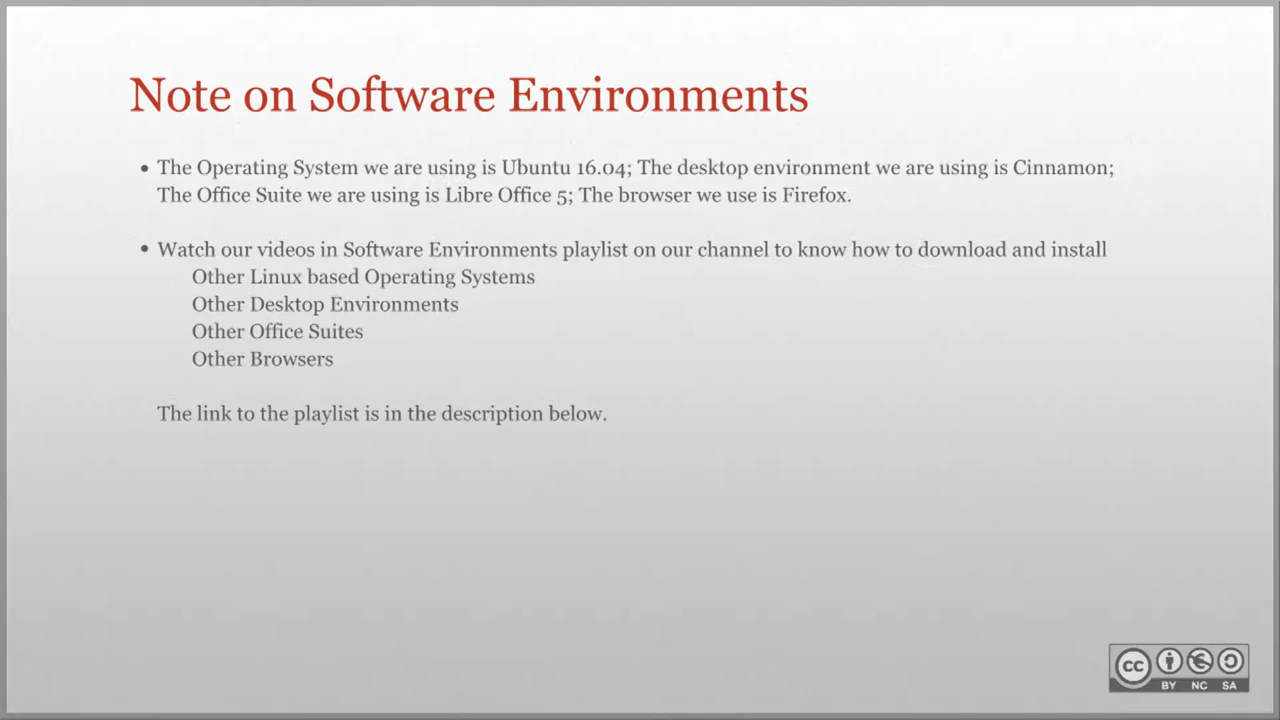 Note on Software Environments
• The Operating System we are using is Ubuntu 16.04; The desktop environment we are using is Cinnamon;
The Office Suite we are using is Libre Office 5; The browser we use is Firefox.
• Watch our videos in Software Environments playlist on our channel to know how to download and install
Other Linux based Operating Systems
Other Desktop Environments
Other Office Suites
Other Browsers
The link to the playlist is in the description below.
cc
BY NC SA